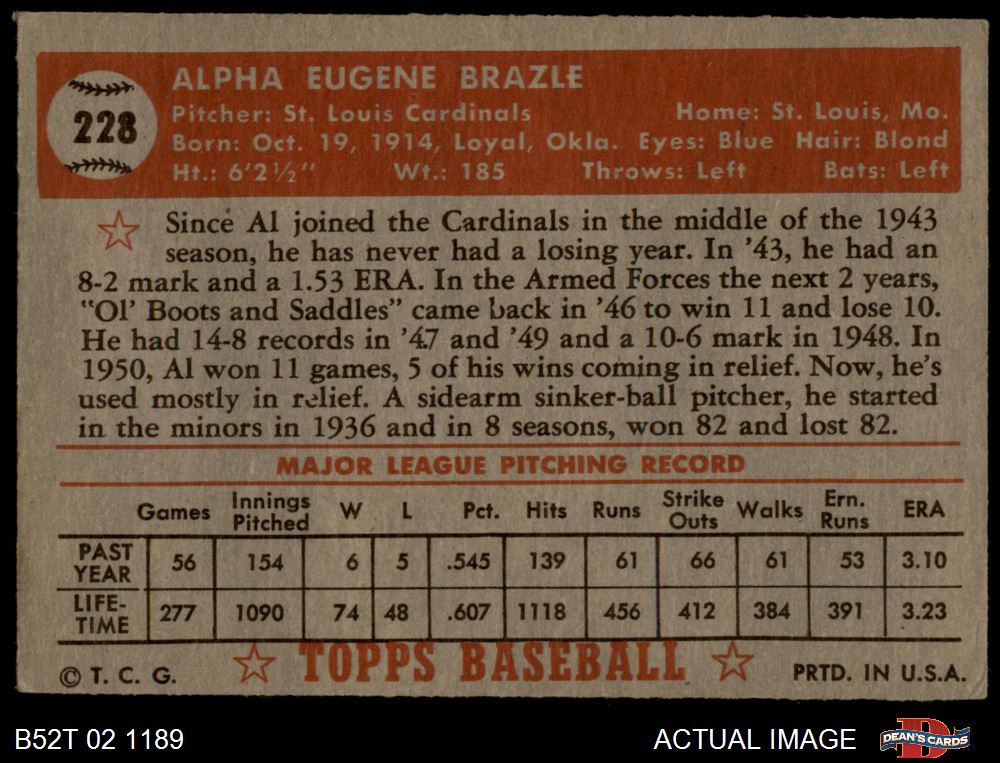 228
ALPHA EUGENE BRAZLE
Pitcher: St. Louis Cardinals Home: St. Louis, Mo.
Born: Oct. 19, 1914, Loyal, Okla. Eyes: Blue Hair: Blond
Ht.: 6'2½" Wt.: 185 Throws: Left Bats: Left
Since Al joined the Cardinals in the middle of the 1943
season, he has never had a losing year. In '43, he had an
8-2 mark and a 1.53 ERA. In the Armed Forces the next 2 years,
"Ol' Boots and Saddles" came back in '46 to win 11 and lose 10.
He had 14-8 records in '47 and '49 and a 10-6 mark in 1948. In
1950, Al won 11 games, 5 of his wins coming in relief. Now, he's
used mostly in relief. A sidearm sinker-ball pitcher, he started
in the minors in 1936 and in 8 seasons, won 82 and lost 82.
MAJOR LEAGUE PITCHING RECORD
Games Innings Pitched W L Pct. Hits Runs Strike Outs Walks Ern. Runs ERA
PAST YEAR 56 154 6 5 .545 139 61 66 61 53 3.10
LIFE-TIME 277 1090 74 48 .607 1118 456 412 384 391 3.23
© T. C. G. TOPPS BASEBALL PRTD. IN U.S.A.
B52T 02 1189 ACTUAL IMAGE D DEAN'S CARDS